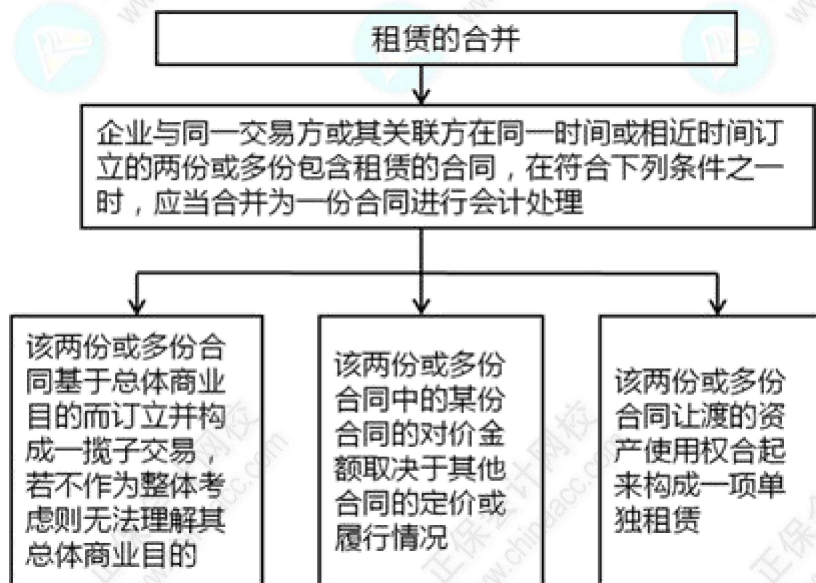 租赁的合并
企业与同一交易方或其关联方在同一时间或相近时间订
立的两份或多份包含租赁的合同，在符合下列条件之一
时，应当合并为一份合同进行会计处理
该两份或多份合
同基于总体商业
目的而订立并构
成一揽子交易，
若不作为整体考
虑则无法理解其
总体商业目的
该两份或多份
合同中的某份
合同的对价金
额取决于其他
合同的定价或
履行情况
该两份或多份
合同让渡的资
产使用权合起
来构成一项单
独租赁
正保会计网校
www.chinaacc.com